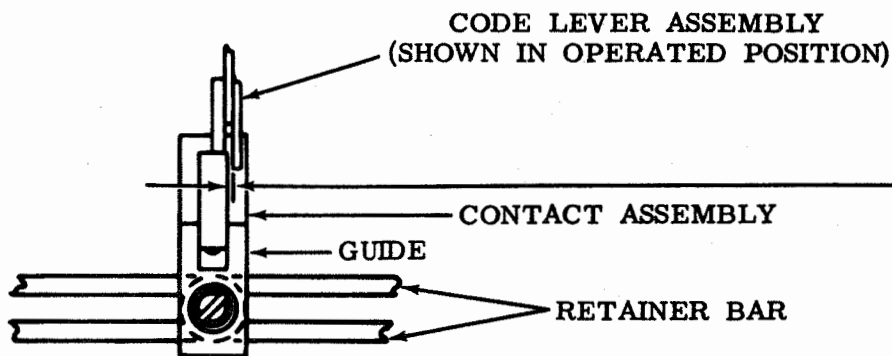 CODE LEVER ASSEMBLY
(SHOWN IN OPERATED POSITION)
CONTACT ASSEMBLY
GUIDE
RETAINER BAR